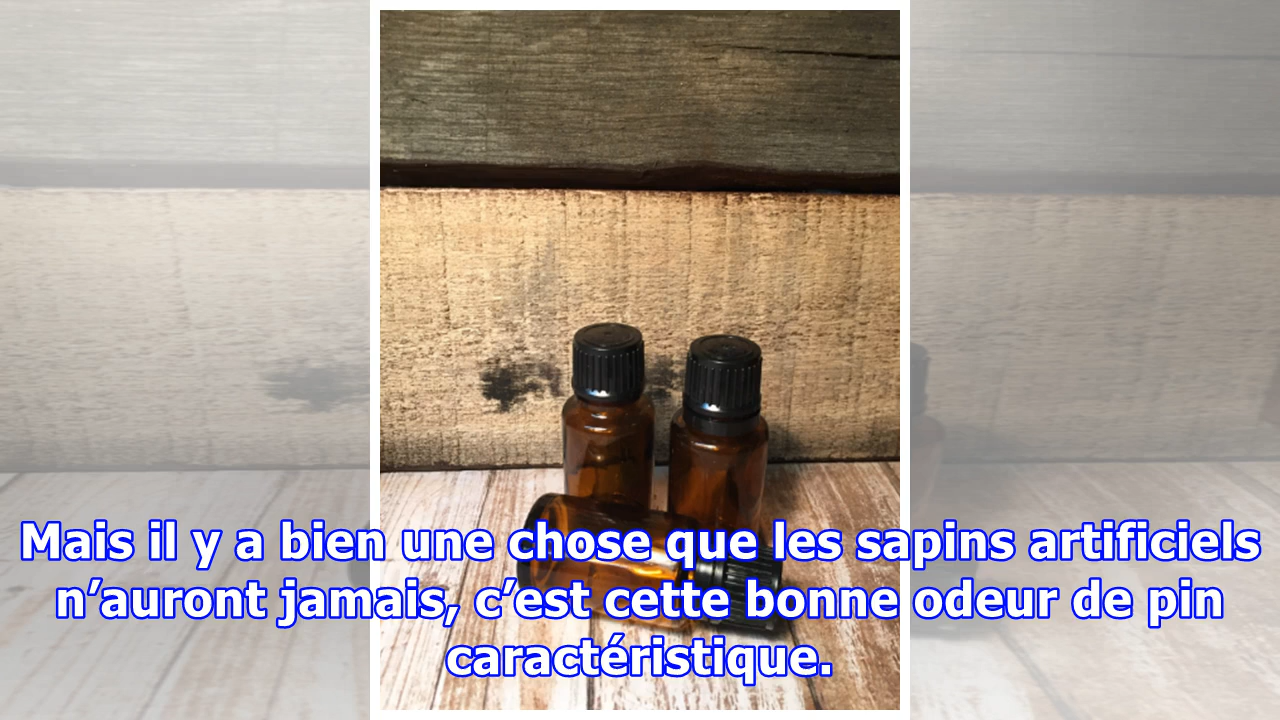 Mais il y a bien une chose que les sapins artificiels
n’auront jamais, c’est cette bonne odeur de pin
caractéristique.